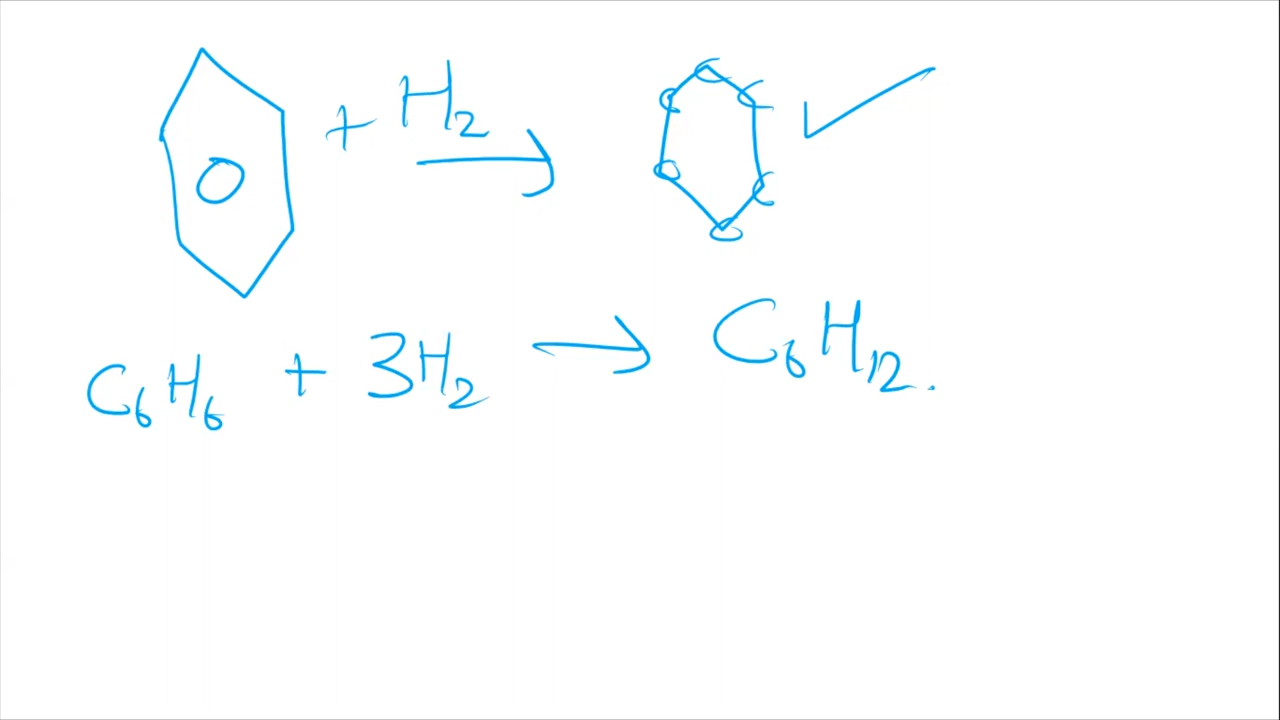 + H₂ →
C₆H₆ + 3H₂ → C₆H₁₂.